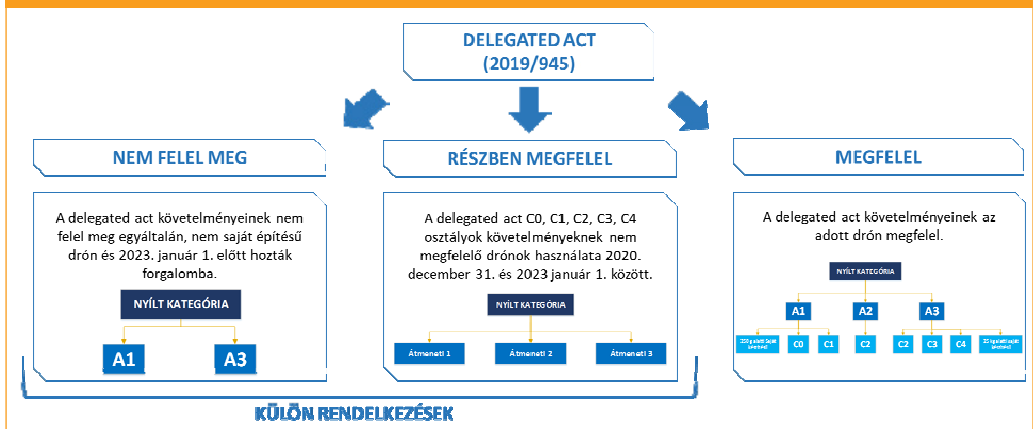 DELEGATED ACT
(2019/945)
NEM FELEL MEG
A delegated act követelményeinek nem
felel meg egyáltalán, nem saját építésű
drón és 2023. január 1. előtt hozták
forgalomba.
NYÍLT KATEGÓRIA
A1
A3
RÉSZBEN MEGFELEL
A delegated act C0, C1, C2, C3, C4
osztályok követelményeknek nem
megfelelő drónok használata 2020.
december 31. és 2023 január 1. között.
NYÍLT KATEGÓRIA
Átmeneti 1
Átmeneti 2
Átmeneti 3
MEGFELEL
A delegated act követelményeinek az
adott drón megfelel.
NYÍLT KATEGÓRIA
A1
A2
A3
saját
C0
C1
C2
C2
C3
C4
saját
KÜLÖN RENDELKEZÉSEK